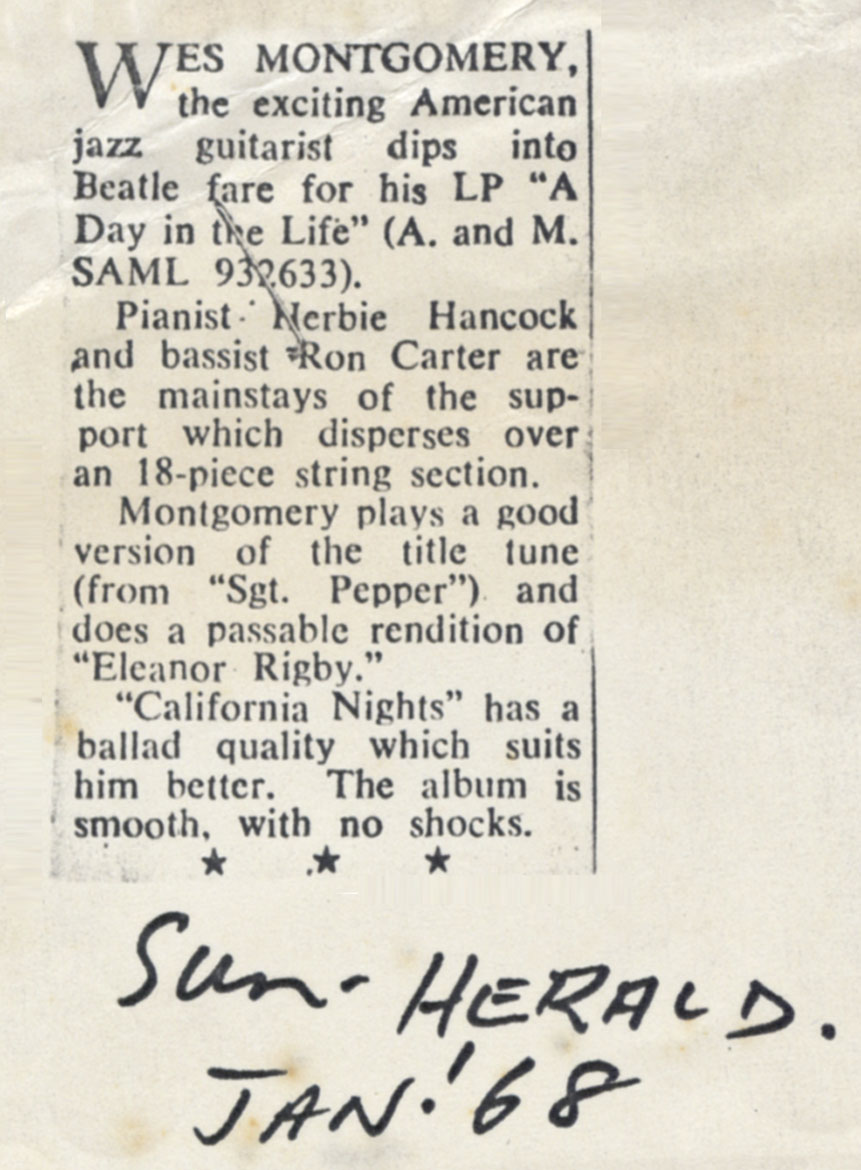 WES MONTGOMERY,
the exciting American
jazz guitarist dips into
Beatle fare for his LP “A
Day in the Life” (A. and M.
SAML 932633).
Pianist Herbie Hancock
and bassist Ron Carter are
the mainstays of the sup-
port which disperses over
an 18-piece string section.
Montgomery plays a good
version of the title tune
(from “Sgt. Pepper”) and
does a passable rendition of
“Eleanor Rigby.”
“California Nights” has a
ballad quality which suits
him better. The album is
smooth, with no shocks.
★ ★ ★
Sun-HERALD.
JAN. '68